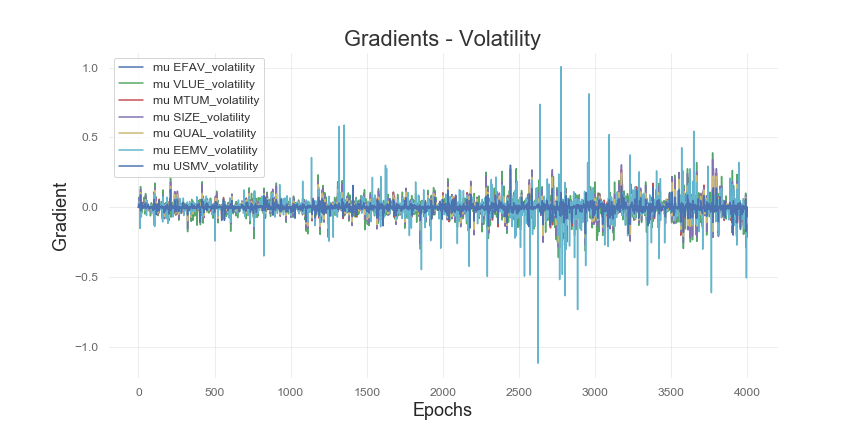 Gradients - Volatility
mu EFAV_volatility
mu VLUE_volatility
mu MTUM_volatility
mu SIZE_volatility
mu QUAL_volatility
mu EEMV_volatility
mu USMV_volatility
1.0
0.5
0.0
−0.5
−1.0
Gradient
0 500 1000 1500 2000 2500 3000 3500 4000
Epochs